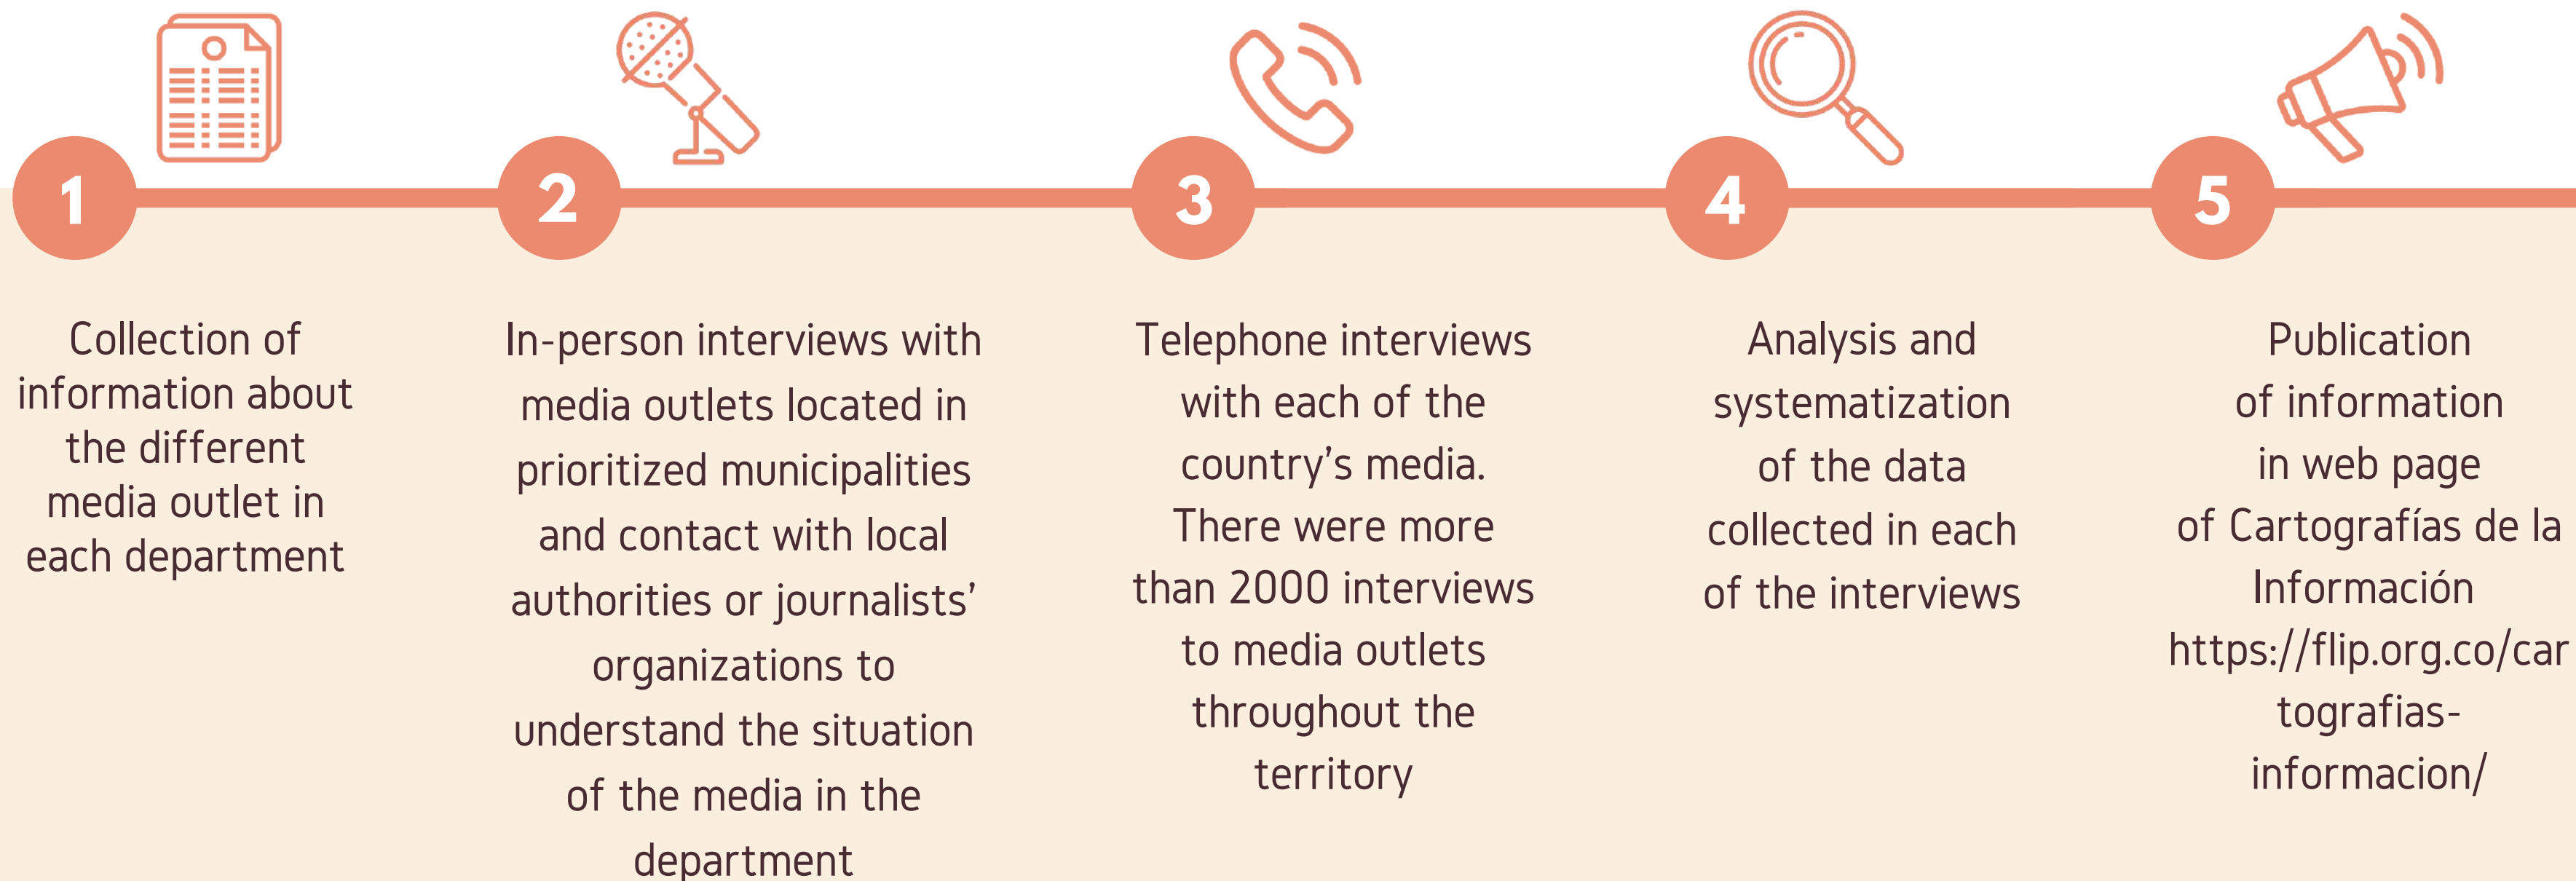 1
Collection of
information about
the different
media outlet in
each department
2
In-person interviews with
media outlets located in
prioritized municipalities
and contact with local
authorities or journalists’
organizations to
understand the situation
of the media in the
department
3
Telephone interviews
with each of the
country’s media.
There were more
than 2000 interviews
to media outlets
throughout the
territory
4
Analysis and
systematization
of the data
collected in each
of the interviews
5
Publication
of information
in web page
of Cartografías de la
Información
https://flip.org.co/car
tografias-
informacion/